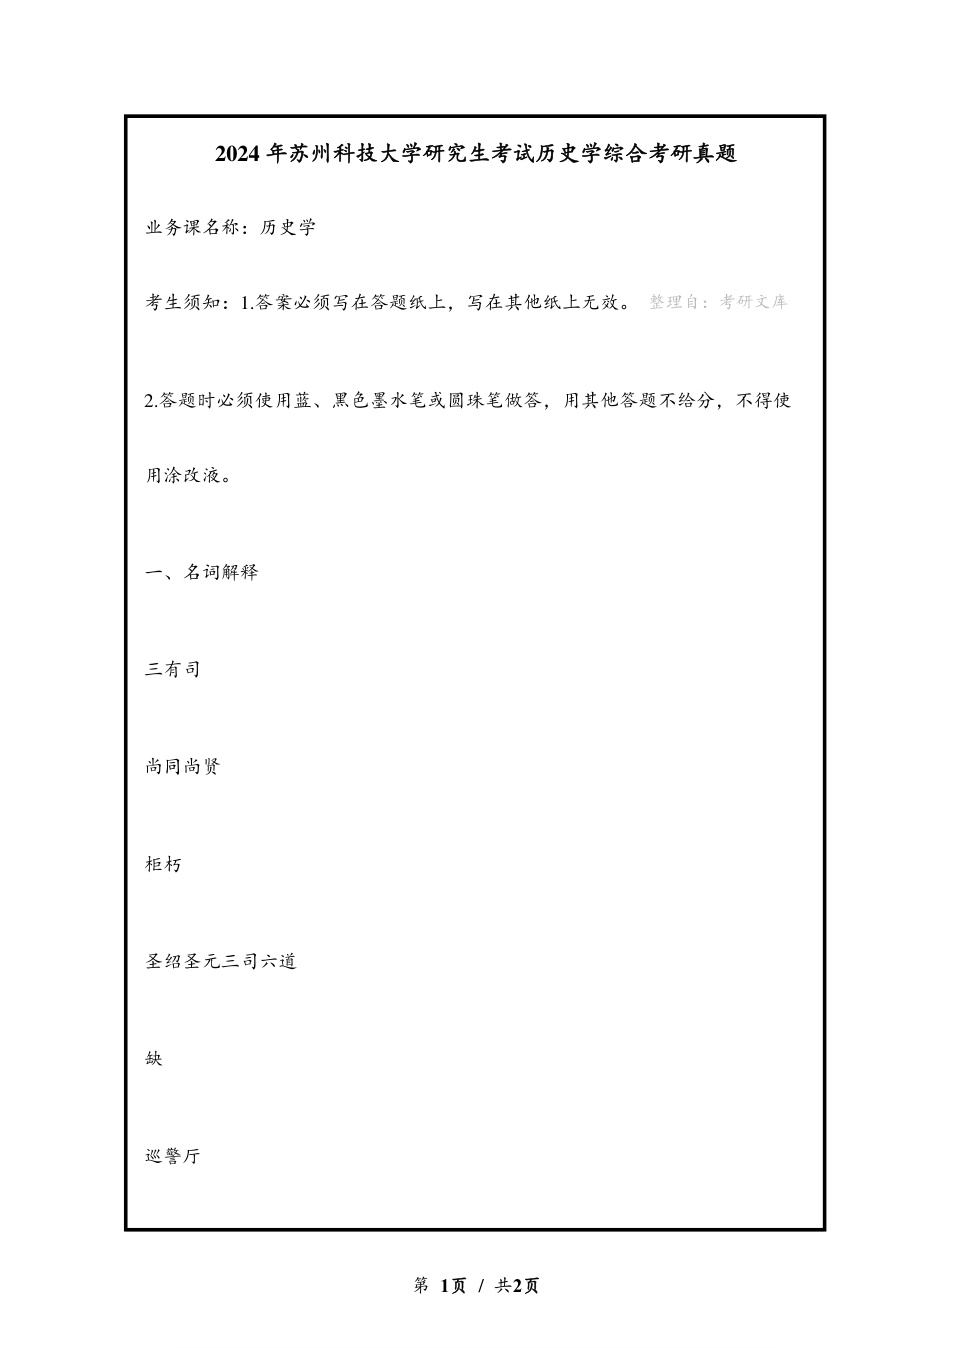 2024 年苏州科技大学研究生考试历史学综合考研真题
业务课名称：历史学
考生须知：1.答案必须写在答题纸上，写在其他纸上无效。 整理自：考研文库
2.答题时必须使用蓝、黑色墨水笔或圆珠笔做答，用其他答题不给分，不得使
用涂改液。
一、名词解释
三有司
尚同尚贤
柜朽
圣绍圣元三司六道
缺
巡警厅
第 1页 / 共2页